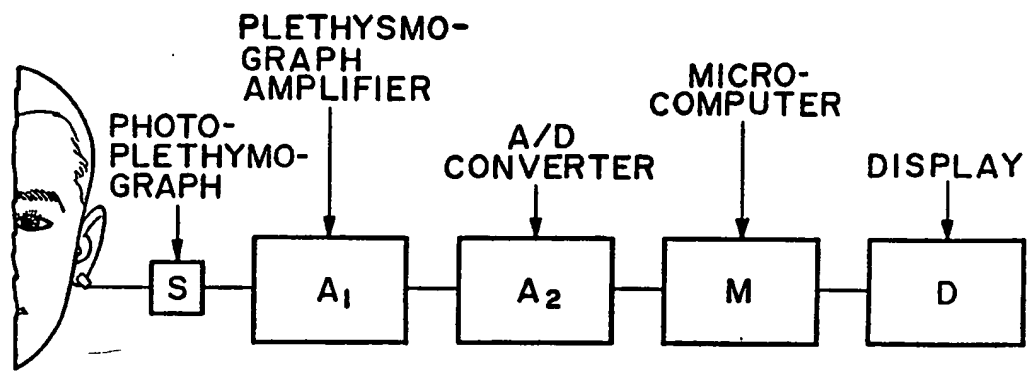 PLETHYSMO-
GRAPH
AMPLIFIER
PHOTO-
PLETHYMO-
GRAPH
A/D
CONVERTER
MICRO-
COMPUTER
DISPLAY
S
A₁
A₂
M
D